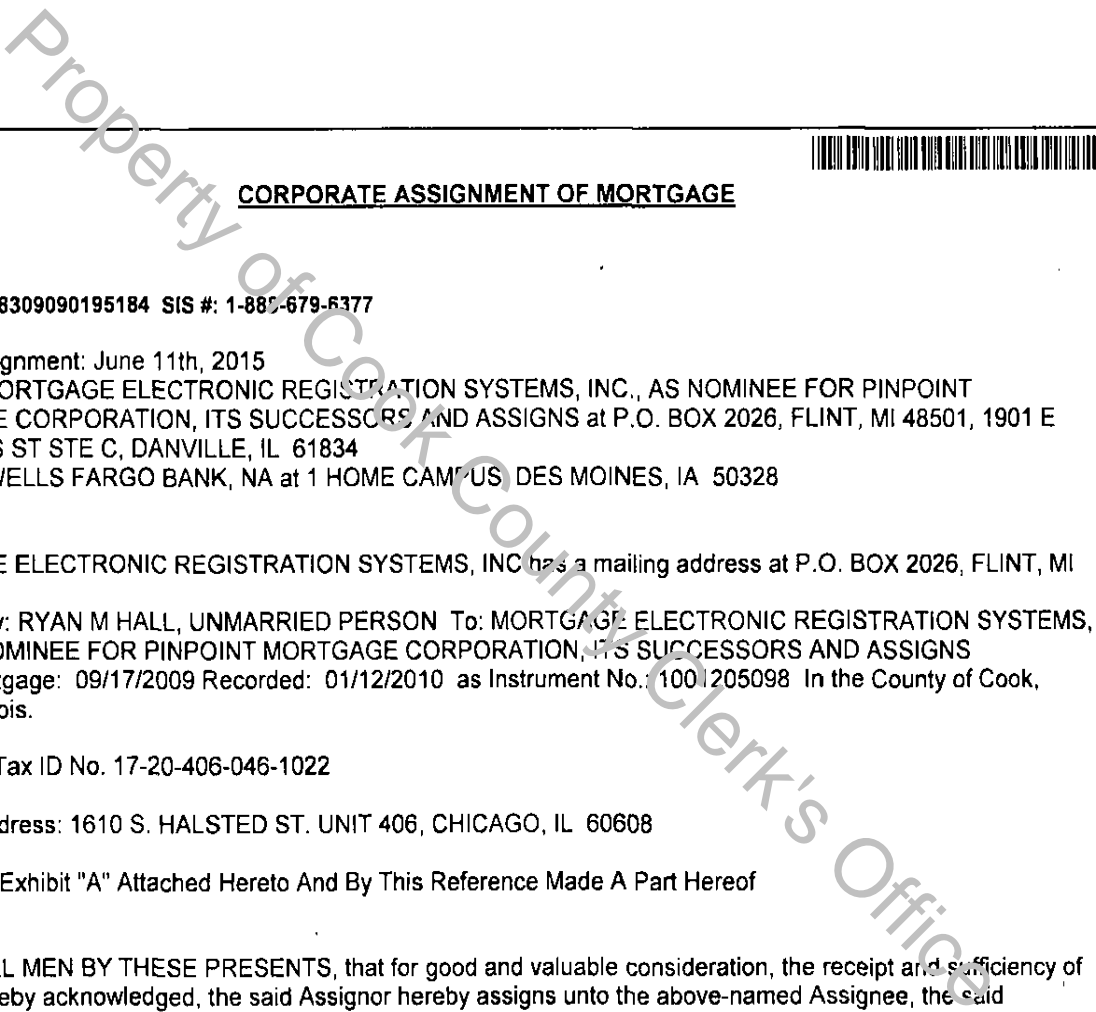 Property of Cook County Clerk's Office
CORPORATE ASSIGNMENT OF MORTGAGE
8309090195184 SIS #: 1-888-679-6377
gnment: June 11th, 2015
ORTGAGE ELECTRONIC REGISTRATION SYSTEMS, INC., AS NOMINEE FOR PINPOINT
E CORPORATION, ITS SUCCESSORS AND ASSIGNS at P.O. BOX 2026, FLINT, MI 48501, 1901 E
S ST STE C, DANVILLE, IL 61834
VELLS FARGO BANK, NA at 1 HOME CAMPUS, DES MOINES, IA 50328
E ELECTRONIC REGISTRATION SYSTEMS, INC has a mailing address at P.O. BOX 2026, FLINT, MI
y: RYAN M HALL, UNMARRIED PERSON To: MORTGAGE ELECTRONIC REGISTRATION SYSTEMS,
OMINEE FOR PINPOINT MORTGAGE CORPORATION, ITS SUCCESSORS AND ASSIGNS
tgage: 09/17/2009 Recorded: 01/12/2010 as Instrument No.: 1001205098 In the County of Cook,
ois.
Tax ID No. 17-20-406-046-1022
dress: 1610 S. HALSTED ST. UNIT 406, CHICAGO, IL 60608
Exhibit "A" Attached Hereto And By This Reference Made A Part Hereof
L MEN BY THESE PRESENTS, that for good and valuable consideration, the receipt and sufficiency of
eby acknowledged, the said Assignor hereby assigns unto the above-named Assignee, the said